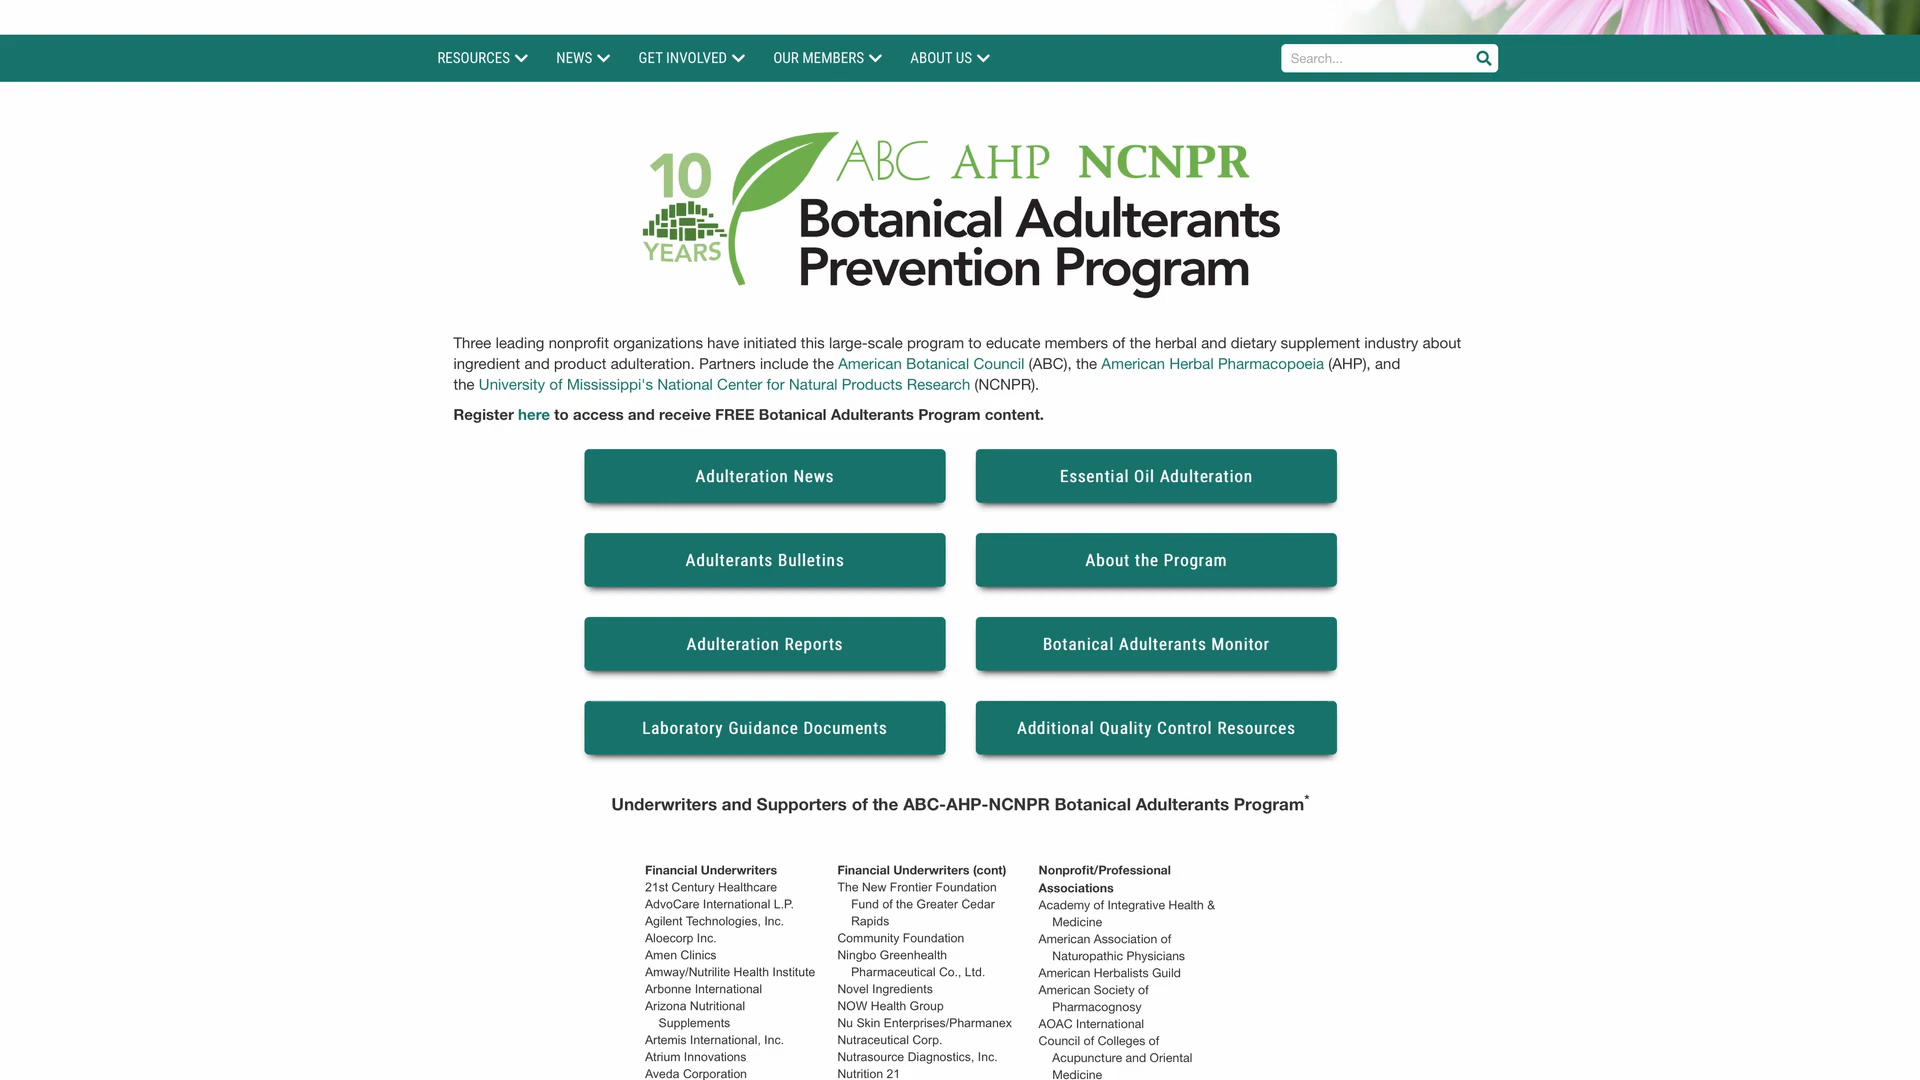 RESOURCES NEWS GET INVOLVED OUR MEMBERS ABOUT US Search...
10 YEARS
ABC AHP NCNPR
Botanical Adulterants
Prevention Program
Three leading nonprofit organizations have initiated this large-scale program to educate members of the herbal and dietary supplement industry about
ingredient and product adulteration. Partners include the American Botanical Council (ABC), the American Herbal Pharmacopoeia (AHP), and
the University of Mississippi's National Center for Natural Products Research (NCNPR).
Register here to access and receive FREE Botanical Adulterants Program content.
Adulteration News
Essential Oil Adulteration
Adulterants Bulletins
About the Program
Adulteration Reports
Botanical Adulterants Monitor
Laboratory Guidance Documents
Additional Quality Control Resources
Underwriters and Supporters of the ABC-AHP-NCNPR Botanical Adulterants Program*
Financial Underwriters
21st Century Healthcare
AdvoCare International L.P.
Agilent Technologies, Inc.
Aloecorp Inc.
Amen Clinics
Amway/Nutrilite Health Institute
Arbonne International
Arizona Nutritional
Supplements
Artemis International, Inc.
Atrium Innovations
Aveda Corporation
Financial Underwriters (cont)
The New Frontier Foundation
Fund of the Greater Cedar
Rapids
Community Foundation
Ningbo Greenhealth
Pharmaceutical Co., Ltd.
Novel Ingredients
NOW Health Group
Nu Skin Enterprises/Pharmanex
Nutraceutical Corp.
Nutrasource Diagnostics, Inc.
Nutrition 21
Nonprofit/Professional
Associations
Academy of Integrative Health &
Medicine
American Association of
Naturopathic Physicians
American Herbalists Guild
American Society of
Pharmacognosy
AOAC International
Council of Colleges of
Acupuncture and Oriental
Medicine